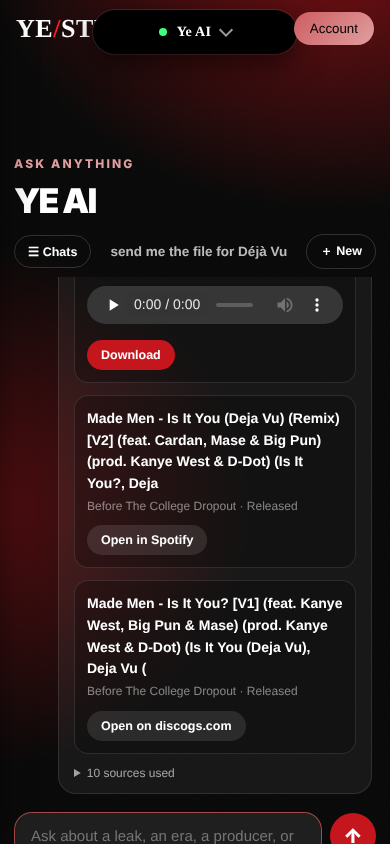 YE/ST
Ye AI
Account
ASK ANYTHING
YE AI
☰ Chats
send me the file for Déjà Vu
+ New
0:00 / 0:00
Download
Made Men - Is It You (Deja Vu) (Remix)
[V2] (feat. Cardan, Mase & Big Pun)
(prod. Kanye West & D-Dot) (Is It
You?, Deja
Before The College Dropout · Released
Open in Spotify
Made Men - Is It You? [V1] (feat. Kanye
West, Big Pun & Mase) (prod. Kanye
West & D-Dot) (Is It You (Deja Vu),
Deja Vu (
Before The College Dropout · Released
Open on discogs.com
10 sources used
Ask about a leak, an era, a producer, or